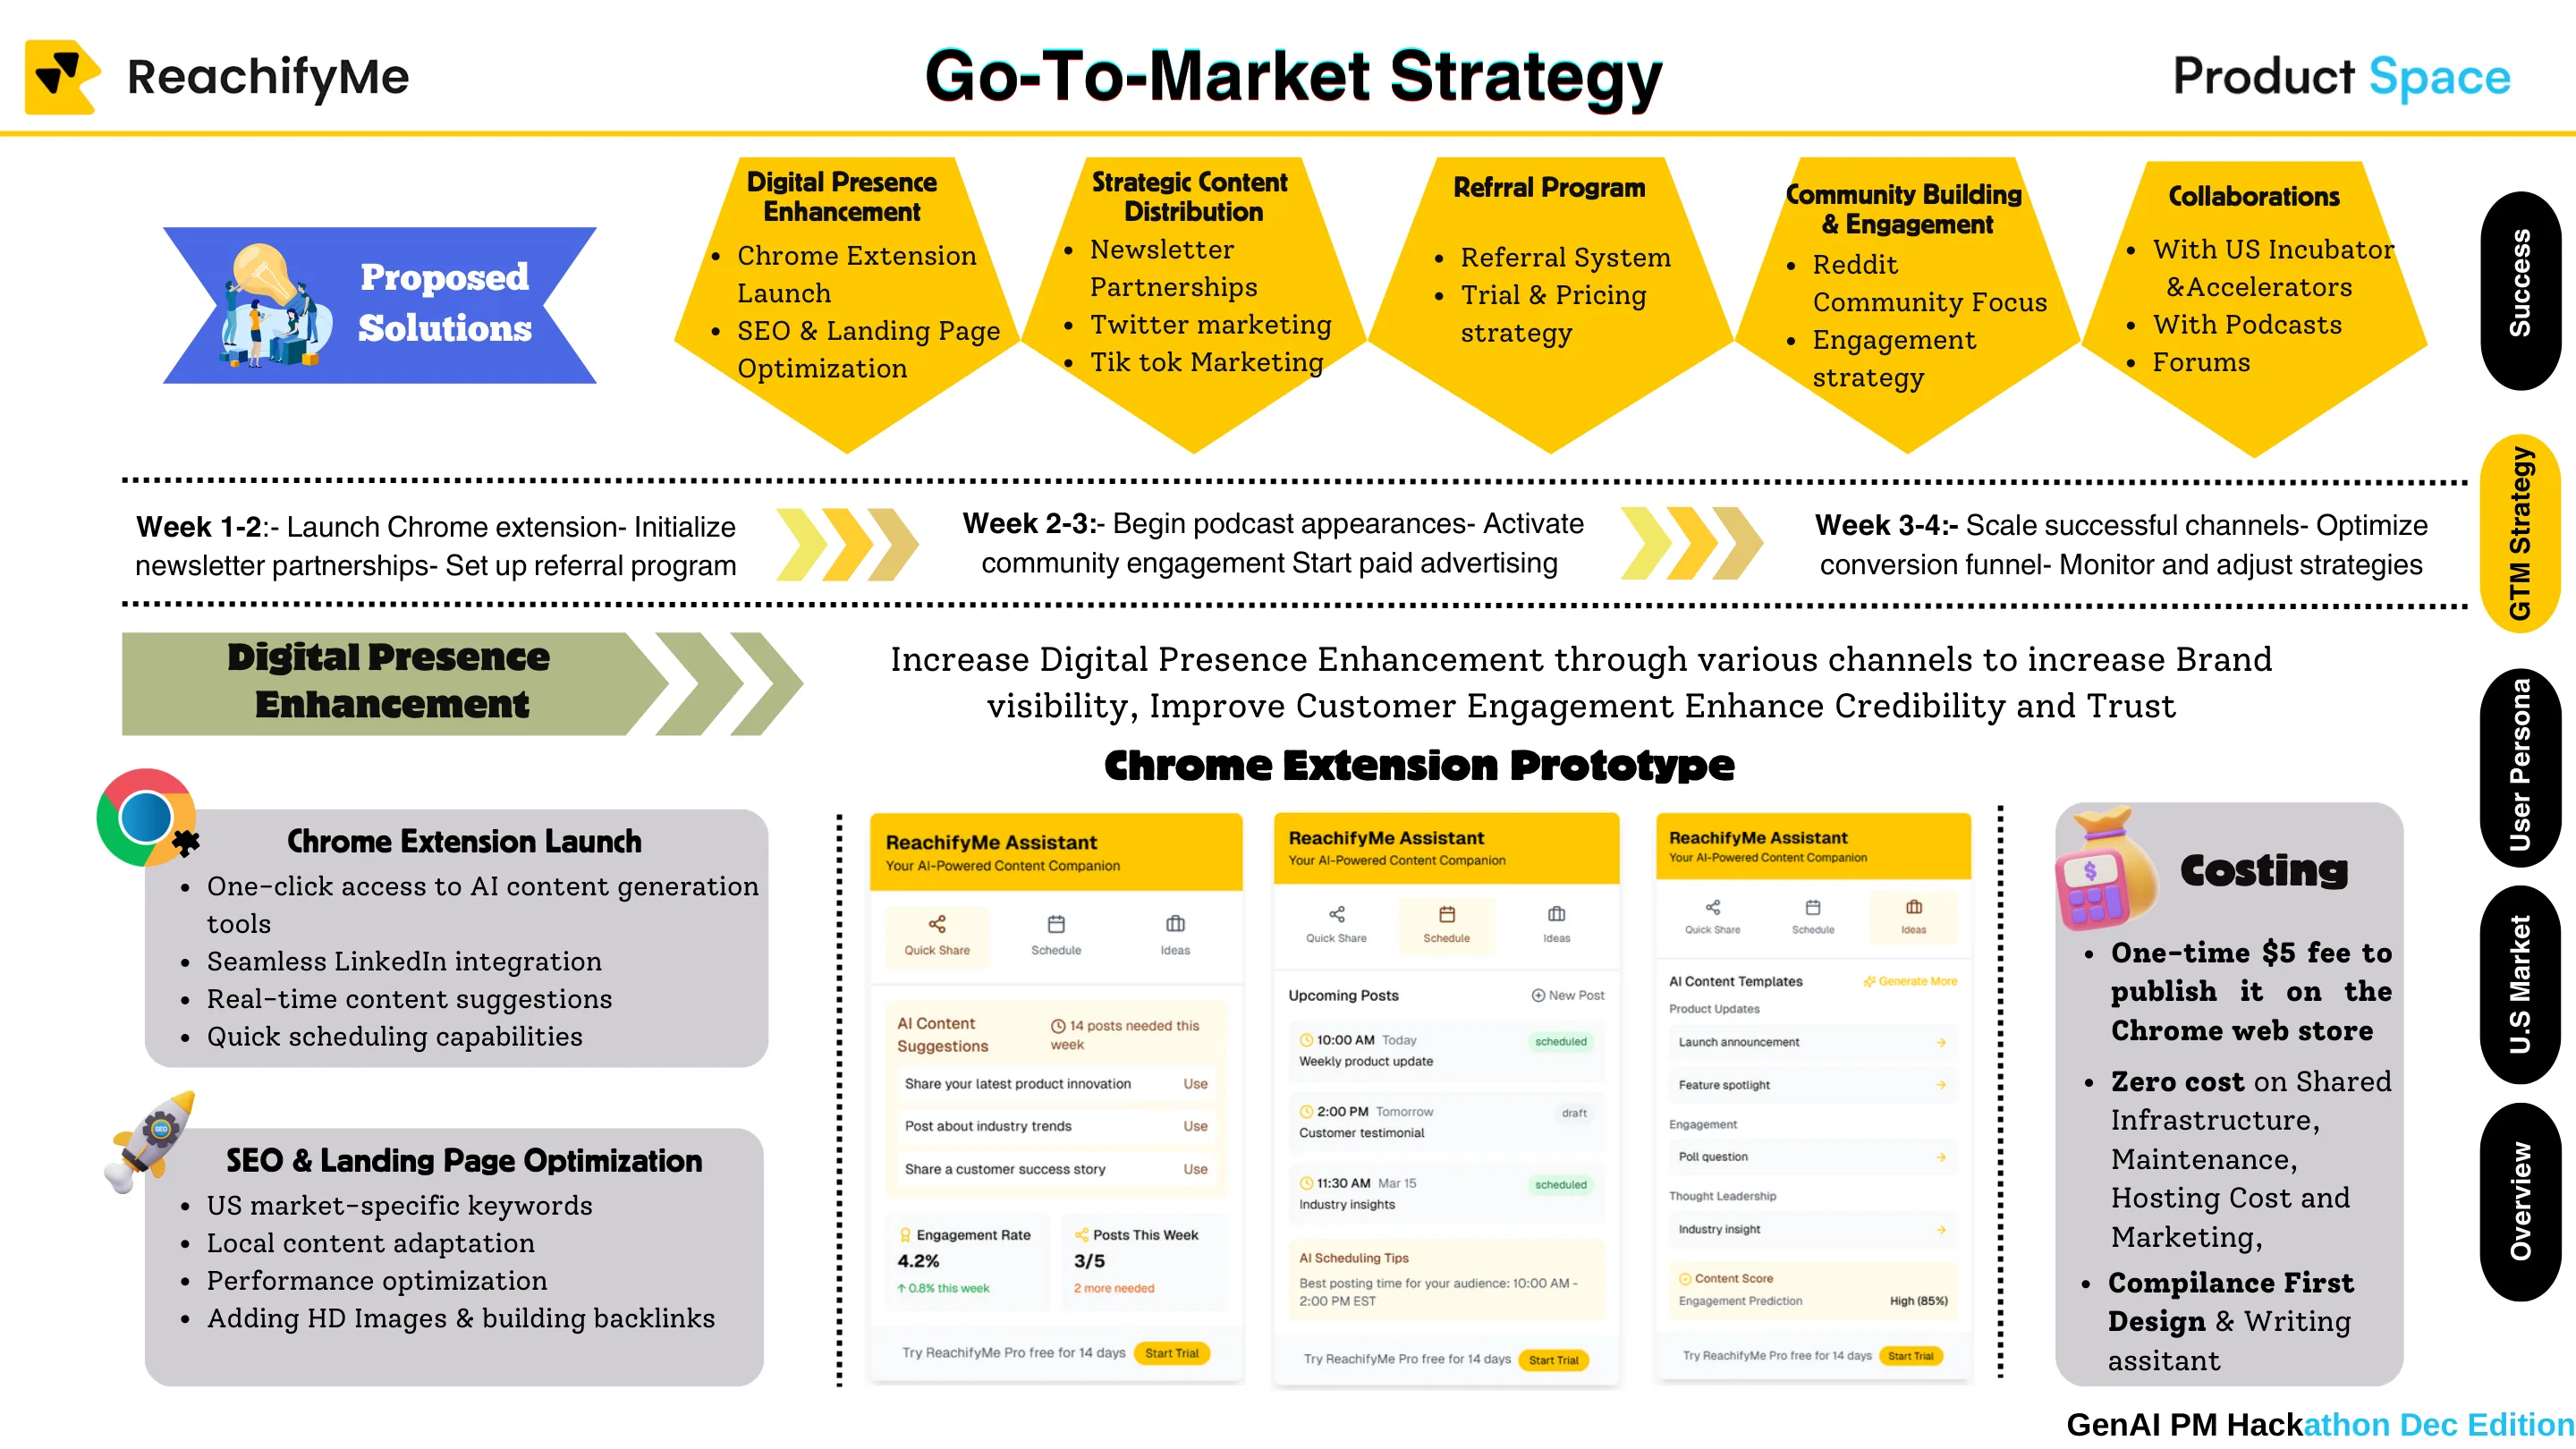 ReachifyMe
Go-To-Market Strategy
Product Space
Proposed
Solutions
Digital Presence
Enhancement
• Chrome Extension
Launch
• SEO & Landing Page
Optimization
Strategic Content
Distribution
• Newsletter
Partnerships
• Twitter marketing
• Tik tok Marketing
Refrral Program
• Referral System
• Trial & Pricing
strategy
Community Building
& Engagement
• Reddit
Community Focus
• Engagement
strategy
Collaborations
• With US Incubator
&Accelerators
• With Podcasts
• Forums
Success
GTM Strategy
User Persona
U.S Market
Overview
Week 1-2:- Launch Chrome extension- Initialize
newsletter partnerships- Set up referral program
Week 2-3:- Begin podcast appearances- Activate
community engagement Start paid advertising
Week 3-4:- Scale successful channels- Optimize
conversion funnel- Monitor and adjust strategies
Digital Presence
Enhancement
Increase Digital Presence Enhancement through various channels to increase Brand
visibility, Improve Customer Engagement Enhance Credibility and Trust
Chrome Extension Prototype
Chrome Extension Launch
• One-click access to AI content generation
tools
• Seamless LinkedIn integration
• Real-time content suggestions
• Quick scheduling capabilities
SEO
SEO & Landing Page Optimization
• US market-specific keywords
• Local content adaptation
• Performance optimization
• Adding HD Images & building backlinks
ReachifyMe Assistant
Your AI-Powered Content Companion
Quick Share
Schedule
Ideas
AI Content
Suggestions
14 posts needed this
week
Share your latest product innovation Use
Post about industry trends Use
Share a customer success story Use
Engagement Rate
4.2%
↑ 0.8% this week
Posts This Week
3/5
2 more needed
Try ReachifyMe Pro free for 14 days Start Trial
ReachifyMe Assistant
Your AI-Powered Content Companion
Quick Share
Schedule
Ideas
Upcoming Posts
New Post
10:00 AM Today scheduled
Weekly product update
2:00 PM Tomorrow draft
Customer testimonial
11:30 AM Mar 15 scheduled
Industry insights
AI Scheduling Tips
Best posting time for your audience: 10:00 AM -
2:00 PM EST
Try ReachifyMe Pro free for 14 days Start Trial
ReachifyMe Assistant
Your AI-Powered Content Companion
Quick Share
Schedule
Ideas
AI Content Templates
Generate More
Product Updates
Launch announcement →
Feature spotlight →
Engagement
Poll question →
Thought Leadership
Industry insight →
Content Score
Engagement Prediction High (85%)
Try ReachifyMe Pro free for 14 days Start Trial
$
Costing
• One-time $5 fee to
publish it on the
Chrome web store
• Zero cost on Shared
Infrastructure,
Maintenance,
Hosting Cost and
Marketing,
• Compilance First
Design & Writing
assitant
GenAI PM Hackathon Dec Edition